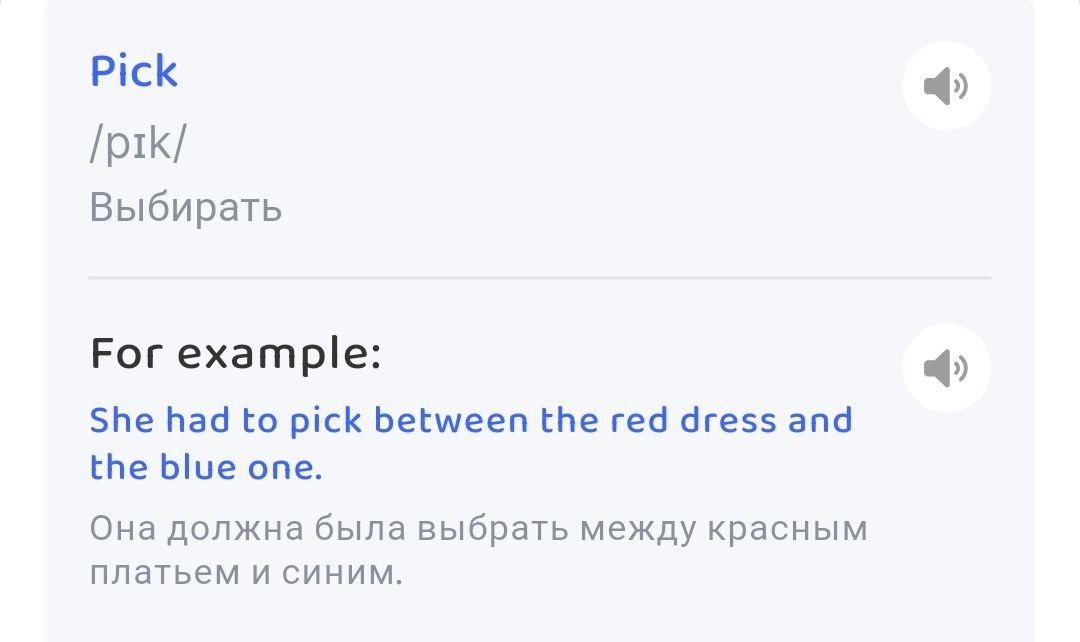 Pick
/pɪk/
Выбирать
For example:
She had to pick between the red dress and
the blue one.
Она должна была выбрать между красным
платьем и синим.